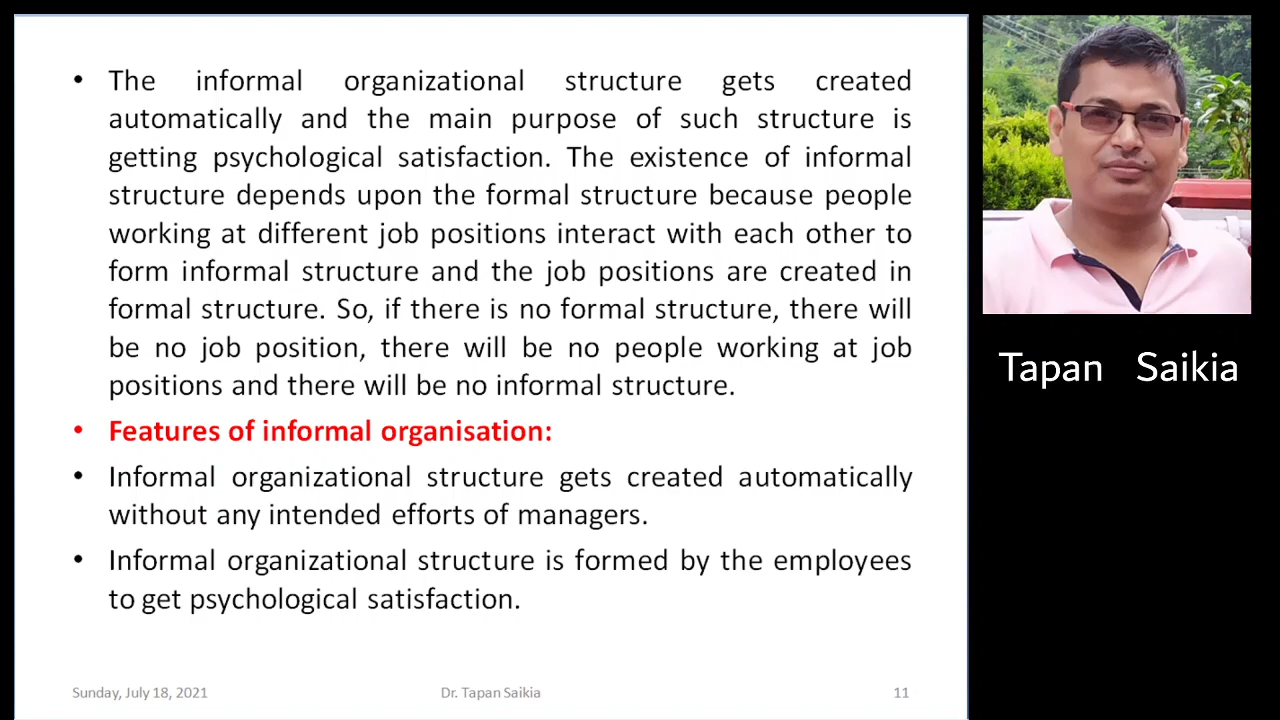 • The informal organizational structure gets created
automatically and the main purpose of such structure is
getting psychological satisfaction. The existence of informal
structure depends upon the formal structure because people
working at different job positions interact with each other to
form informal structure and the job positions are created in
formal structure. So, if there is no formal structure, there will
be no job position, there will be no people working at job
positions and there will be no informal structure.
• Features of informal organisation:
• Informal organizational structure gets created automatically
without any intended efforts of managers.
• Informal organizational structure is formed by the employees
to get psychological satisfaction.
Sunday, July 18, 2021
Dr. Tapan Saikia
11
Tapan Saikia